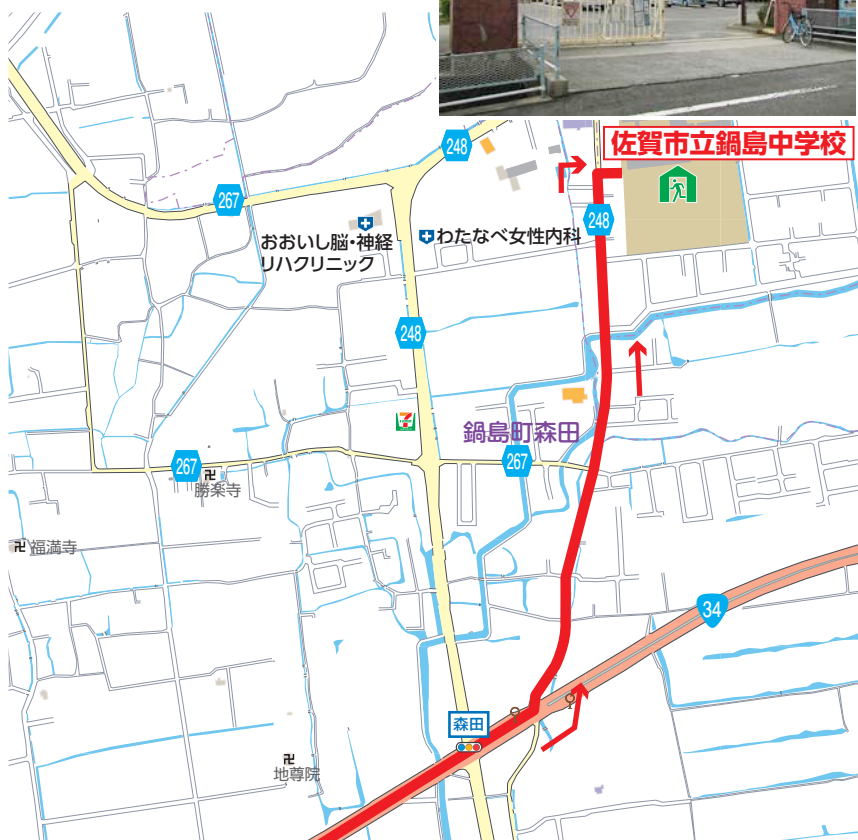 佐賀市立鍋島中学校
248
267
248
おおいし脳・神経
リハクリニック
わたなべ女性内科
248
鍋島町森田
267
267
勝楽寺
福満寺
34
森田
地尊院